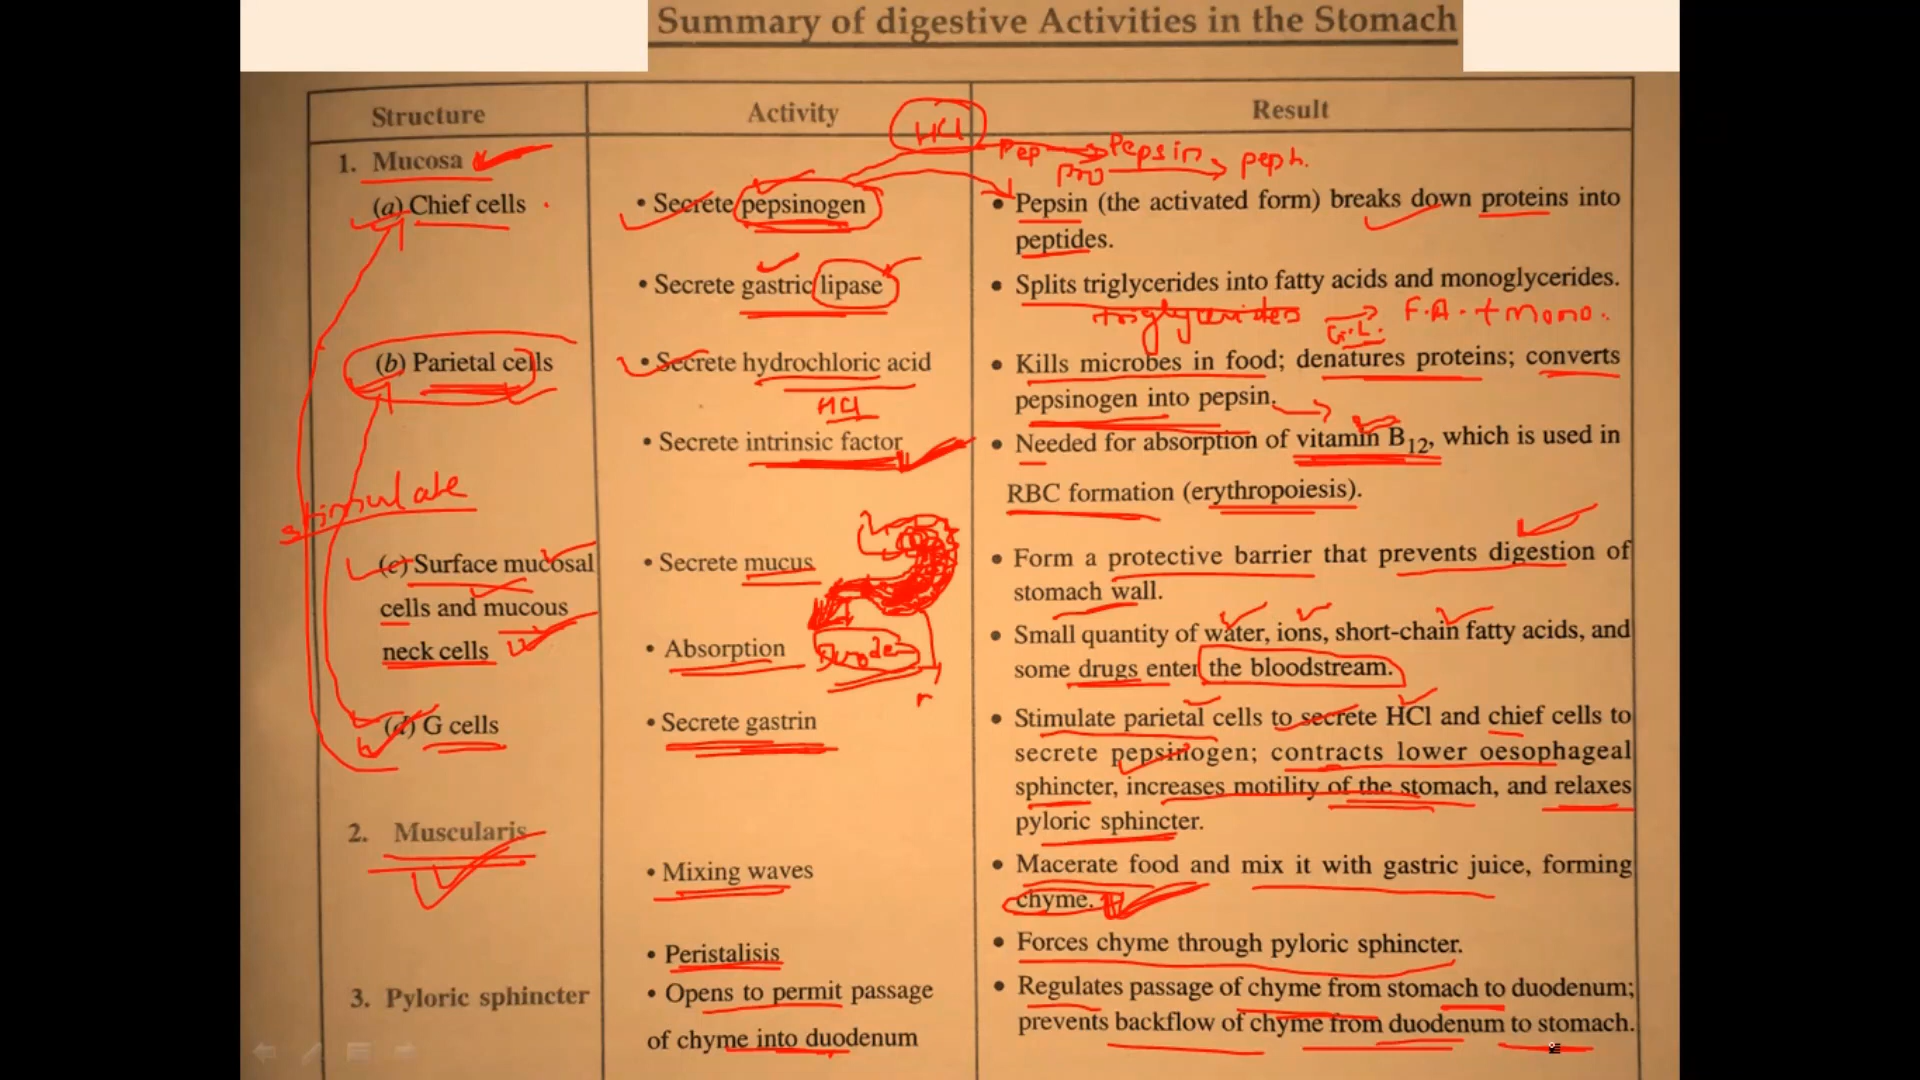 Summary of digestive Activities in the Stomach
Structure Activity Result
HCl
1. Mucosa
Pep Pepsin
Pro pept.
(a) Chief cells • Secrete pepsinogen • Pepsin (the activated form) breaks down proteins into
peptides.
• Secrete gastric lipase • Splits triglycerides into fatty acids and monoglycerides.
triglycerides G.L. F.A. + Mono.
(b) Parietal cells • Secrete hydrochloric acid • Kills microbes in food; denatures proteins; converts
HCl
pepsinogen into pepsin.
• Secrete intrinsic factor • Needed for absorption of vitamin B12, which is used in
stimulate
RBC formation (erythropoiesis).
(c) Surface mucosal • Secrete mucus • Form a protective barrier that prevents digestion of
cells and mucous stomach wall.
neck cells • Absorption • Small quantity of water, ions, short-chain fatty acids, and
some drugs enter the bloodstream.
(d) G cells • Secrete gastrin • Stimulate parietal cells to secrete HCl and chief cells to
secrete pepsinogen; contracts lower oesophageal
sphincter, increases motility of the stomach, and relaxes
pyloric sphincter.
2. Muscularis
• Mixing waves • Macerate food and mix it with gastric juice, forming
chyme.
• Peristalisis • Forces chyme through pyloric sphincter.
3. Pyloric sphincter • Opens to permit passage • Regulates passage of chyme from stomach to duodenum;
of chyme into duodenum prevents backflow of chyme from duodenum to stomach.